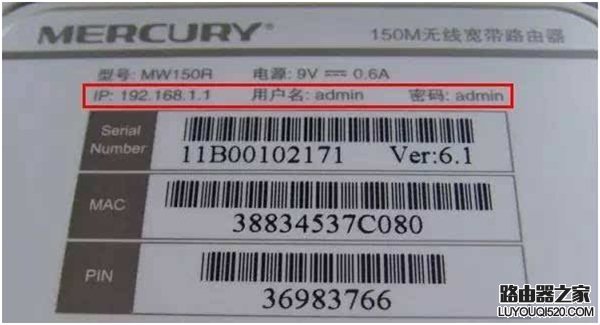 MERCURY® 150M无线宽带路由器
型号: MW150R 电源: 9V⎓0.6A
IP: 192.168.1.1 用户名: admin 密码: admin
Serial
Number
11B00102171 Ver:6.1
MAC
38834537C080
PIN
36983766
路由器之家
LUYOUQI520.COM